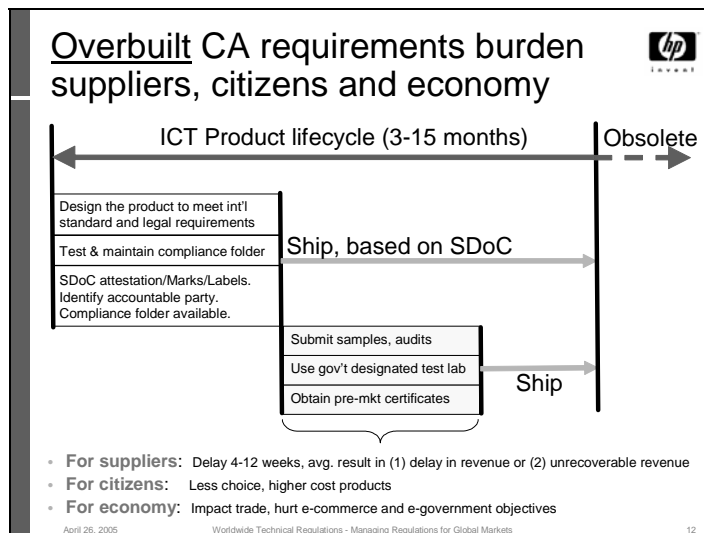 Overbuilt CA requirements burden
suppliers, citizens and economy
hp
invent
ICT Product lifecycle (3-15 months)
Obsolete
Design the product to meet int'l
standard and legal requirements
Test & maintain compliance folder
SDoC attestation/Marks/Labels.
Identify accountable party.
Compliance folder available.
Ship, based on SDoC
Submit samples, audits
Use gov't designated test lab
Obtain pre-mkt certificates
Ship
• For suppliers: Delay 4-12 weeks, avg. result in (1) delay in revenue or (2) unrecoverable revenue
• For citizens: Less choice, higher cost products
• For economy: Impact trade, hurt e-commerce and e-government objectives
April 26, 2005 Worldwide Technical Regulations - Managing Regulations for Global Markets 12